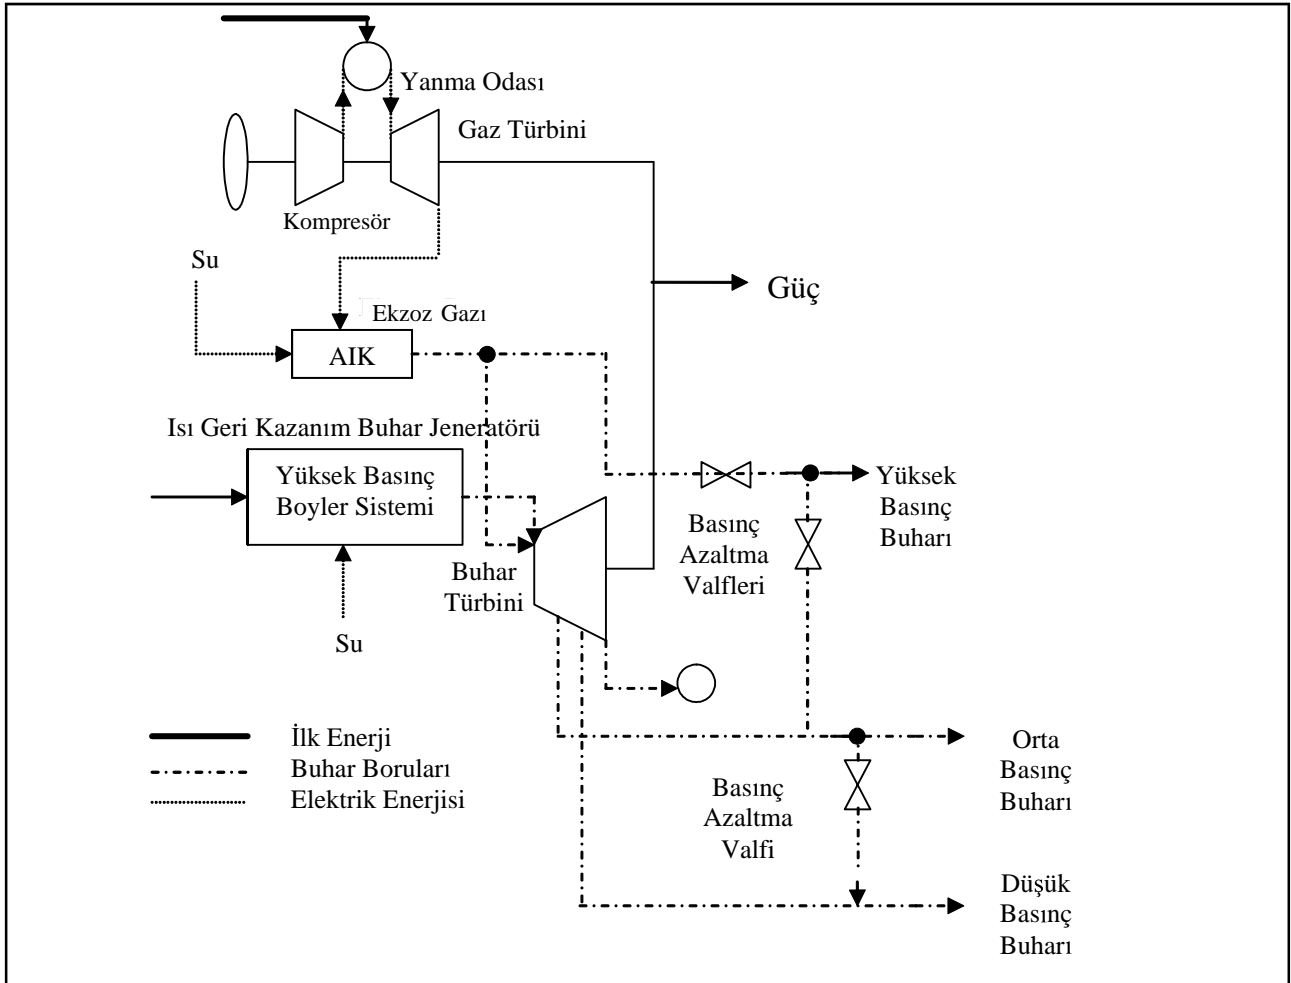 Yanma Odası
Gaz Türbini
Kompresör
Su
Güç
Ekzoz Gazı
AIK
Isı Geri Kazanım Buhar Jeneratörü
Yüksek Basınç
Boyler Sistemi
Yüksek
Basınç
Buharı
Basınç
Azaltma
Valfleri
Buhar
Türbini
Su
İlk Enerji
Buhar Boruları
Elektrik Enerjisi
Orta
Basınç
Buharı
Basınç
Azaltma
Valfi
Düşük
Basınç
Buharı